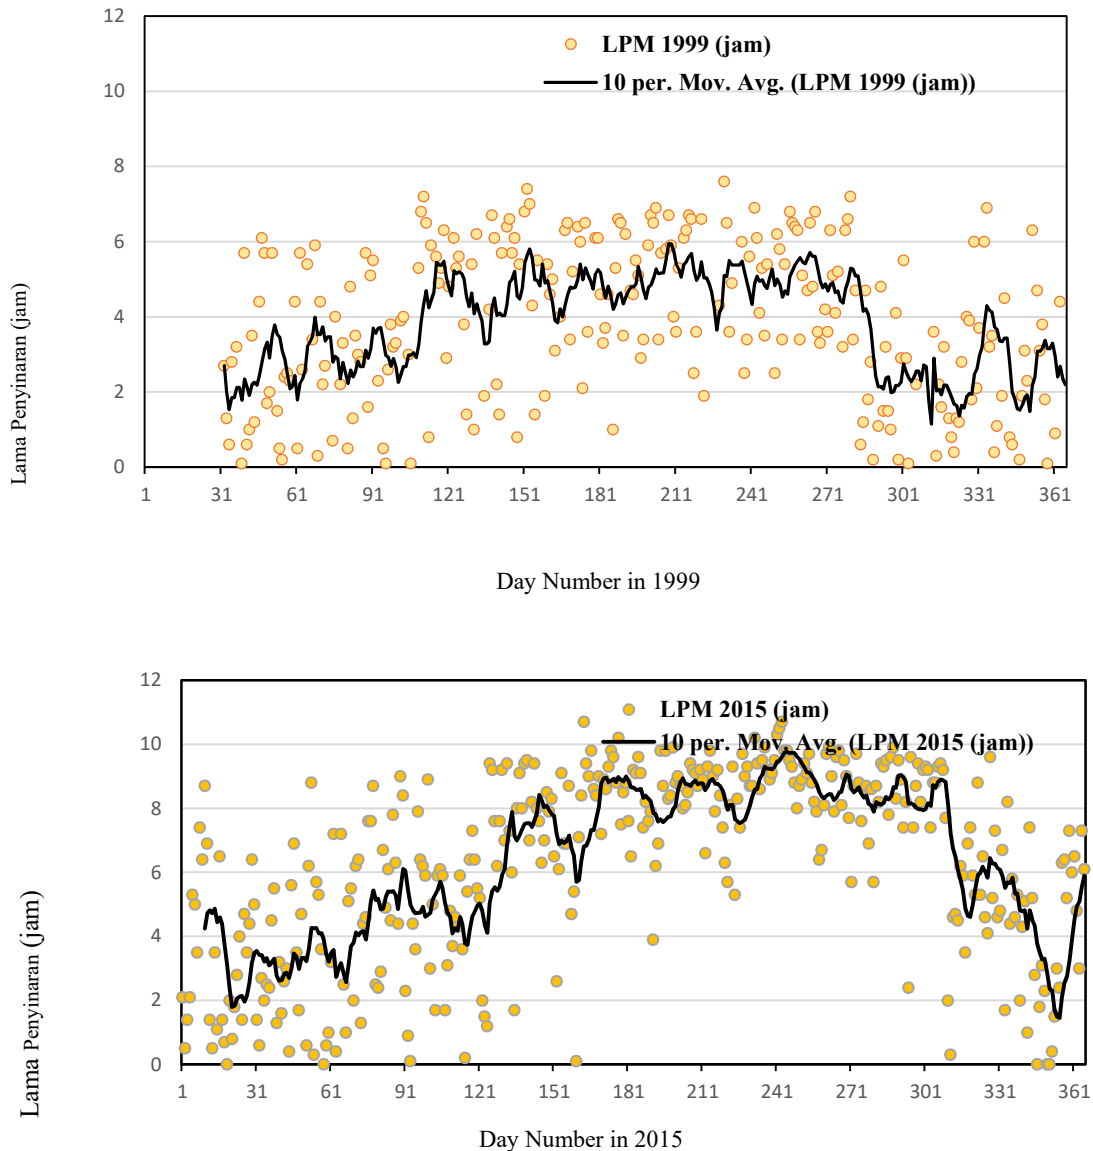 12
LPM 1999 (jam)
10 per. Mov. Avg. (LPM 1999 (jam))
10
8
6
4
2
0
Lama Penyinaran (jam)
1 31 61 91 121 151 181 211 241 271 301 331 361
Day Number in 1999
12
LPM 2015 (jam)
10 per. Mov. Avg. (LPM 2015 (jam))
10
8
6
4
2
0
Lama Penyinaran (jam)
1 31 61 91 121 151 181 211 241 271 301 331 361
Day Number in 2015